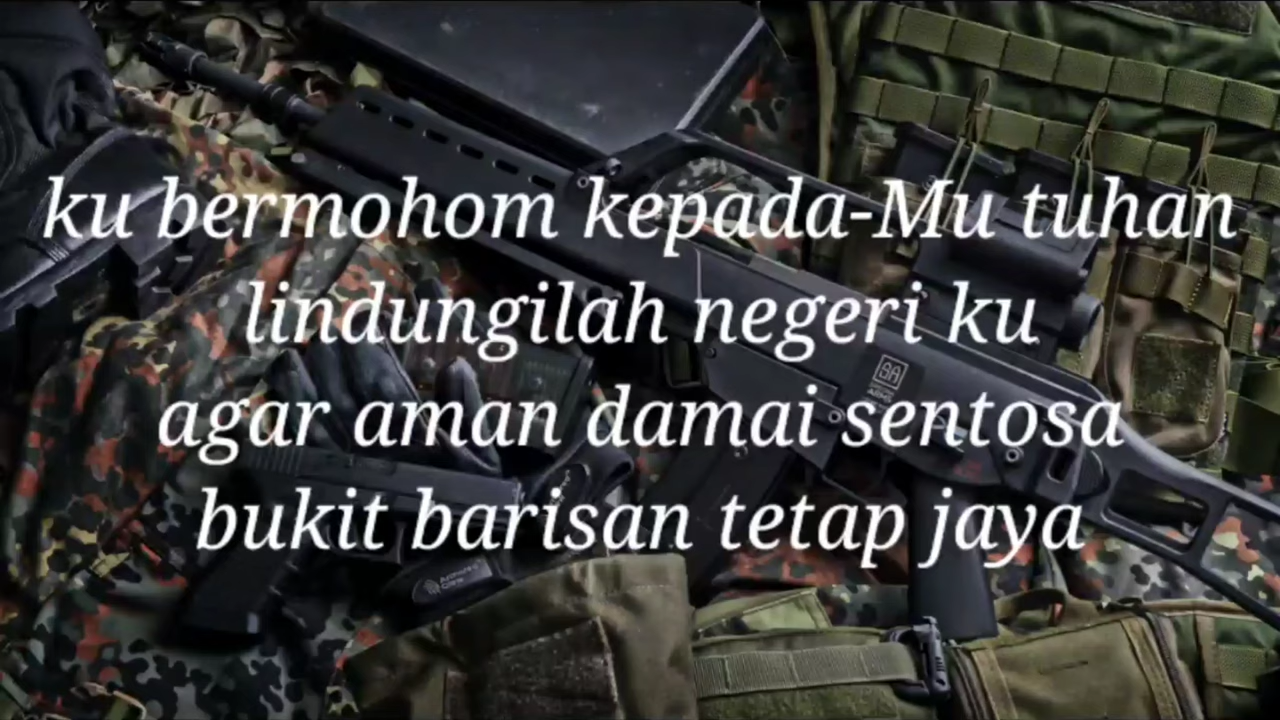 ku bermohom kepada-Mu tuhan
lindungilah negeri ku
agar aman damai sentosa
bukit barisan tetap jaya